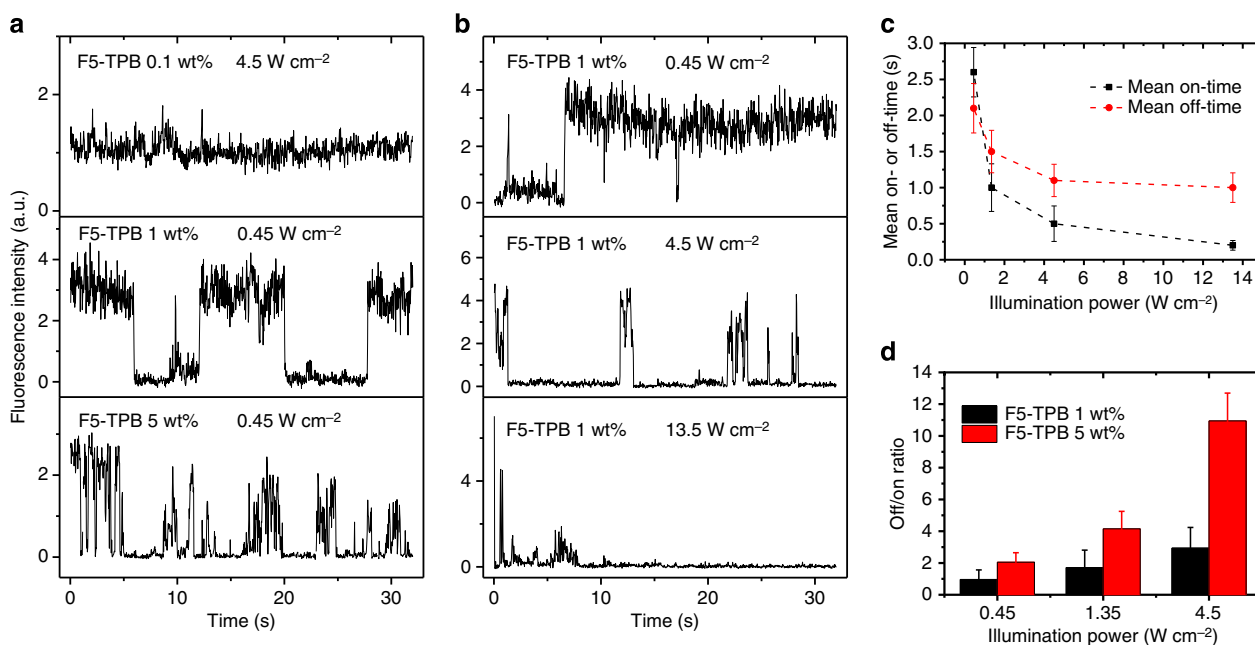 a
F5-TPB 0.1 wt% 4.5 W cm⁻²
2
1
0
F5-TPB 1 wt% 0.45 W cm⁻²
4
2
0
F5-TPB 5 wt% 0.45 W cm⁻²
2
0
0 10 20 30
Time (s)
Fluorescence intensity (a.u.)
b
F5-TPB 1 wt% 0.45 W cm⁻²
4
2
0
F5-TPB 1 wt% 4.5 W cm⁻²
6
4
2
0
F5-TPB 1 wt% 13.5 W cm⁻²
4
0
0 10 20 30
Time (s)
c
3.0
2.5
2.0
1.5
1.0
0.5
0.0
Mean on- or off-time (s)
Mean on-time
Mean off-time
0 2 4 6 8 10 12 14
Illumination power (W cm⁻²)
d
14
12
10
8
6
4
2
0
Off/on ratio
F5-TPB 1 wt%
F5-TPB 5 wt%
0.45 1.35 4.5
Illumination power (W cm⁻²)